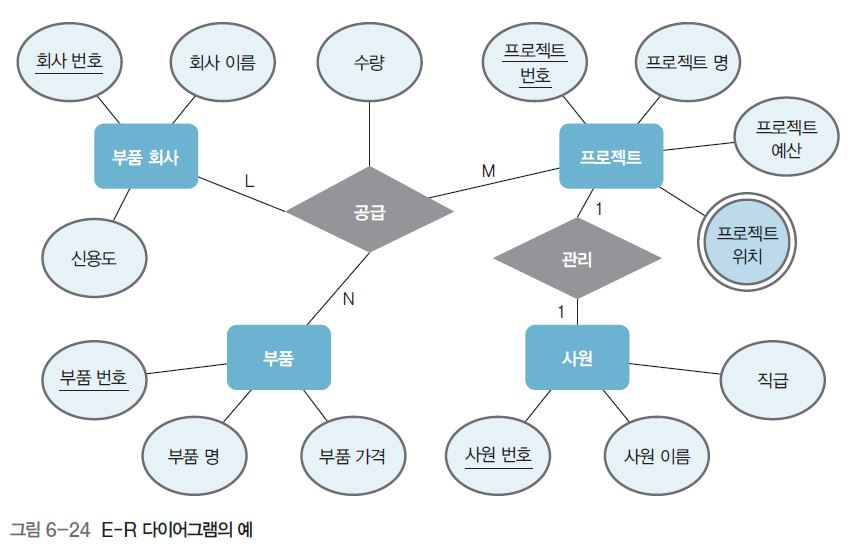 회사 번호
회사 이름
수량
프로젝트
번호
프로젝트 명
부품 회사
프로젝트
프로젝트
예산
L
M
공급
1
프로젝트
위치
신용도
관리
N
1
부품
사원
부품 번호
직급
부품 명
부품 가격
사원 번호
사원 이름
그림 6-24 E-R 다이어그램의 예